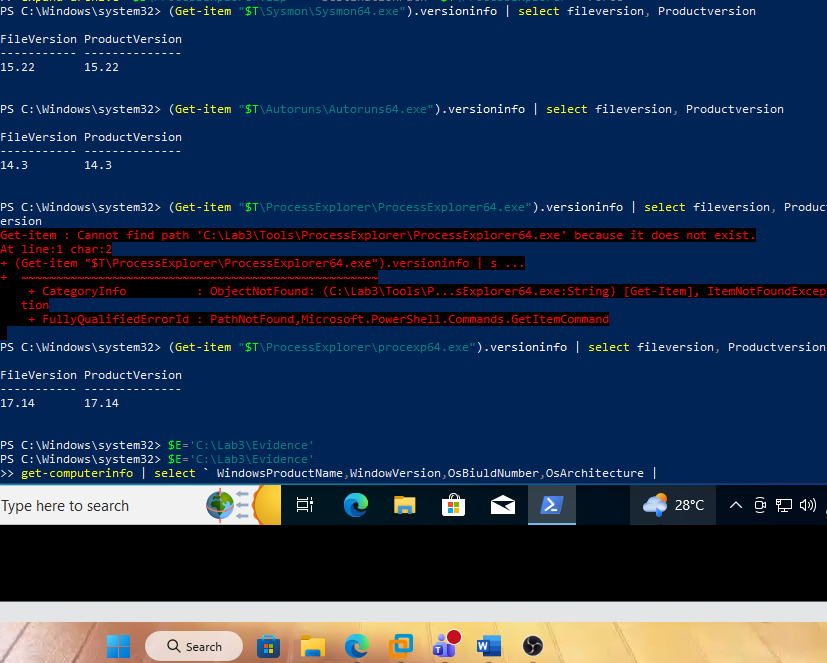 PS C:\Windows\system32> (Get-item "$T\Sysmon\Sysmon64.exe").versioninfo | select fileversion, Productversion
FileVersion ProductVersion
----------- --------------
15.22       15.22
PS C:\Windows\system32> (Get-item "$T\Autoruns\Autoruns64.exe").versioninfo | select fileversion, Productversion
FileVersion ProductVersion
----------- --------------
14.3        14.3
PS C:\Windows\system32> (Get-item "$T\ProcessExplorer\ProcessExplorer64.exe").versioninfo | select fileversion, Produc
ersion
Get-item : Cannot find path 'C:\Lab3\Tools\ProcessExplorer\ProcessExplorer64.exe' because it does not exist.
At line:1 char:2
+ (Get-item "$T\ProcessExplorer\ProcessExplorer64.exe").versioninfo | s ...
+  ~~~~~~~~~~~~~~~~~~~~~~~~~~~~~~~~~~~~~~~~~~~~~~~~~~~
    + CategoryInfo          : ObjectNotFound: (C:\Lab3\Tools\P...sExplorer64.exe:String) [Get-Item], ItemNotFoundExcep
   tion
    + FullyQualifiedErrorId : PathNotFound,Microsoft.PowerShell.Commands.GetItemCommand
PS C:\Windows\system32> (Get-item "$T\ProcessExplorer\procexp64.exe").versioninfo | select fileversion, Productversion
FileVersion ProductVersion
----------- --------------
17.14       17.14
PS C:\Windows\system32> $E='C:\Lab3\Evidence'
PS C:\Windows\system32> $E='C:\Lab3\Evidence'
>> get-computerinfo | select ` WindowsProductName,WindowVersion,OsBiuldNumber,OsArchitecture |
Type here to search
28°C
Search